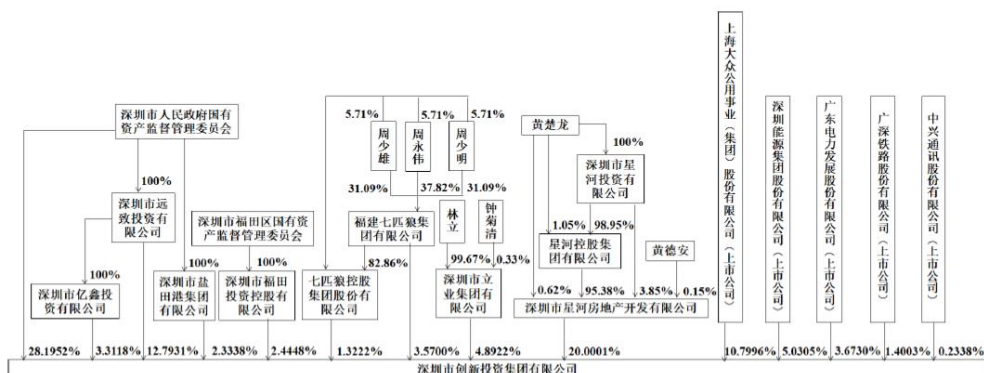 上海大众公用事业（集团）股份有限公司（上市公司）
深圳能源集团股份有限公司（上市公司）
广东电力发展股份有限公司（上市公司）
广深铁路股份有限公司（上市公司）
中兴通讯股份有限公司（上市公司）
深圳市人民政府国有
资产监督管理委员会
5.71%
5.71%
5.71%
周少雄
周永伟
周少明
黄楚龙
100%
深圳市星
河投资有
限公司
100%
31.09%
37.82%
31.09%
深圳市远
致投资有
限公司
深圳市福田区国有资
产监督管理委员会
福建七匹狼集
团有限公司
林立
钟菊清
1.05%
98.95%
星河控股集
团有限公司
黄德安
100%
100%
100%
82.86%
99.67%
0.33%
深圳市亿鑫投
资有限公司
深圳市盐
田港集团
有限公司
深圳市福田
投资控股有
限公司
七匹狼控股
集团股份有
限公司
深圳市立
业集团有
限公司
0.62%
95.38%
3.85%
0.15%
深圳市星河房地产开发有限公司
28.1952%
3.3118%
12.7931%
2.3338%
2.4448%
1.3222%
3.5700%
4.8922%
20.0001%
10.7996%
5.0305%
3.6730%
1.4003%
0.2338%
深圳市创新投资集团有限公司